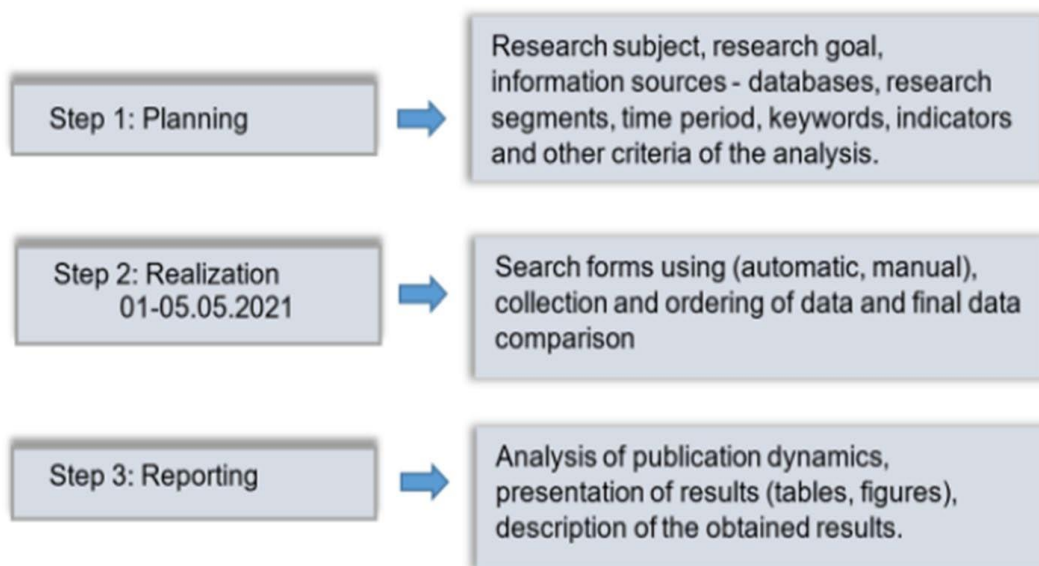 Step 1: Planning
Research subject, research goal,
information sources - databases, research
segments, time period, keywords, indicators
and other criteria of the analysis.
Step 2: Realization
01-05.05.2021
Search forms using (automatic, manual),
collection and ordering of data and final data
comparison
Step 3: Reporting
Analysis of publication dynamics,
presentation of results (tables, figures),
description of the obtained results.